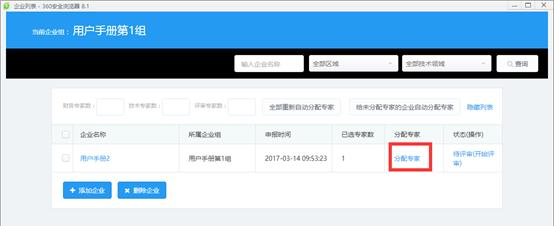 企业列表 - 360安全浏览器 8.1
当前企业组： 用户手册第1组
输入企业名称 全部区域 全部技术领域 查询
财务专家数： 技术专家数： 评审专家数： 全部重新自动分配专家 给未分配专家的企业自动分配专家 隐藏列表
企业名称 所属企业组 申报时间 已选专家数 分配专家 状态(操作)
用户手册2 用户手册第1组 2017-03-14 09:53:23 1 分配专家 待评审(开始评
审)
添加企业 删除企业